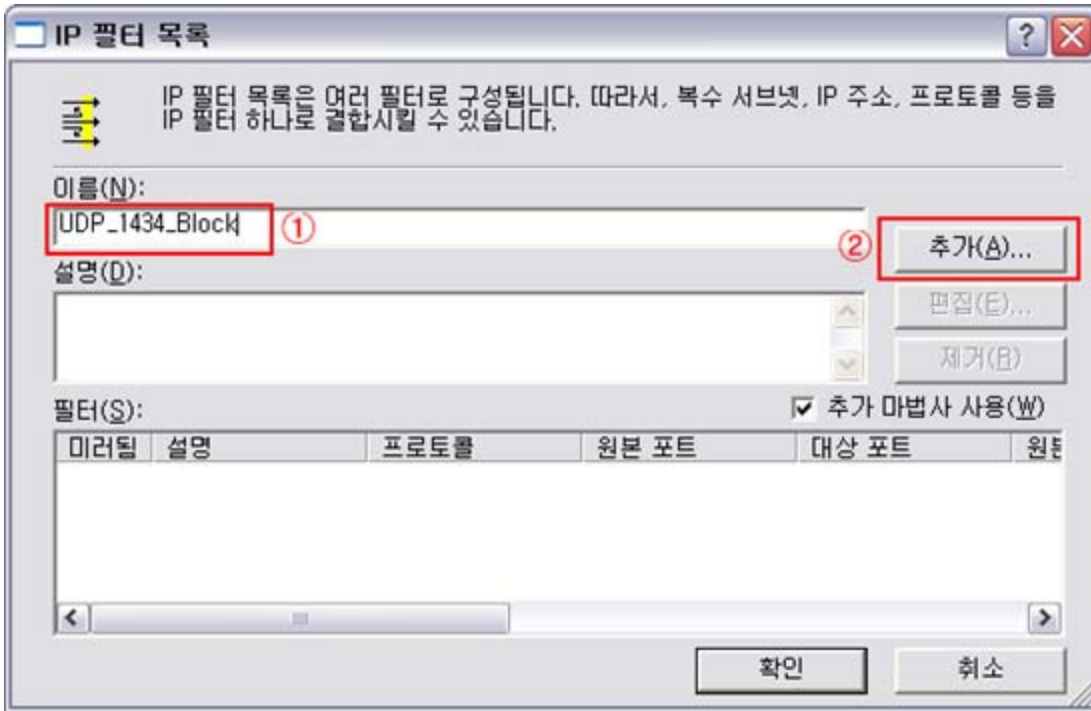 IP 필터 목록
IP 필터 목록은 여러 필터로 구성됩니다. 따라서, 복수 서브넷, IP 주소, 프로토콜 등을
IP 필터 하나로 결합시킬 수 있습니다.
이름(N):
UDP_1434_Block ①
② 추가(A)...
설명(D):
편집(E)...
제거(R)
필터(S):
추가 마법사 사용(W)
미러됨 설명 프로토콜 원본 포트 대상 포트 원본
확인 취소